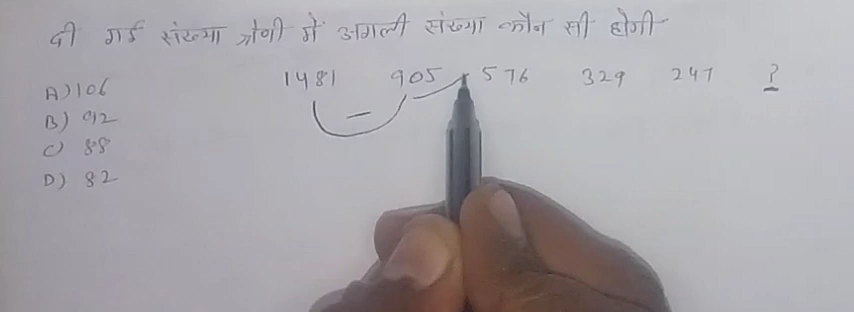 दी गई संख्या श्रेणी में अगली संख्या कौन सी होगी
1481 905 576 329 247 ?
A) 106
B) 92
C) 88
D) 82